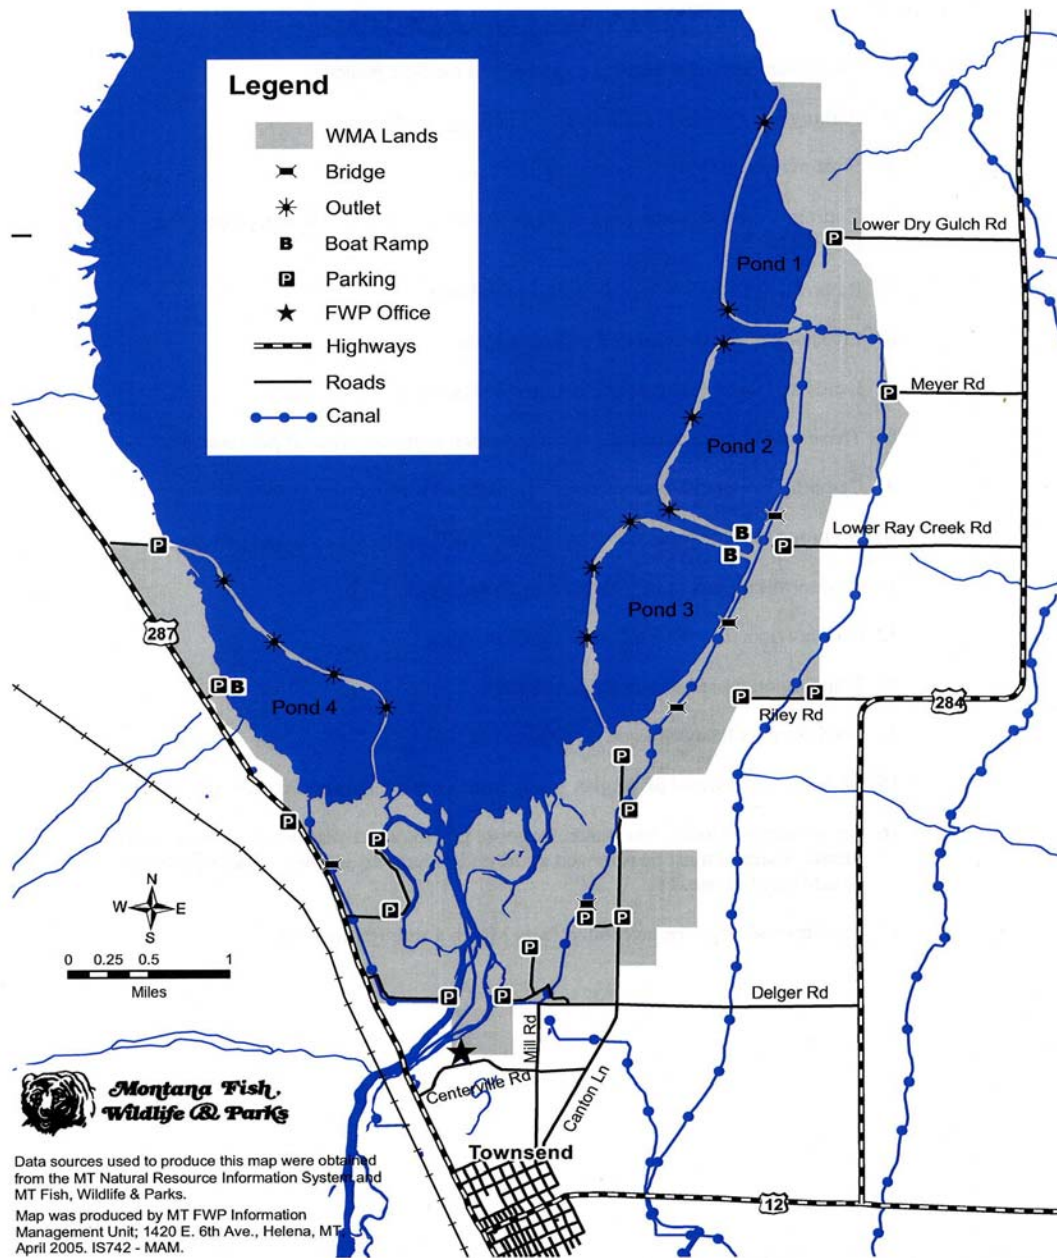 Legend
WMA Lands
Bridge
Outlet
B Boat Ramp
P Parking
FWP Office
Highways
Roads
Canal
Pond 1
P
Lower Dry Gulch Rd
P
Meyer Rd
Pond 2
B
B
P
Lower Ray Creek Rd
P
287
Pond 3
P B
Pond 4
P
P
Riley Rd
284
P
P
P
P
P
P
P
P
N
W E
S
0 0.25 0.5 1
Miles
P
P
Delger Rd
Mill Rd
Canton Ln
Centerville Rd
Montana Fish,
Wildlife & Parks
Townsend
12
Data sources used to produce this map were obtained
from the MT Natural Resource Information System and
MT Fish, Wildlife & Parks.
Map was produced by MT FWP Information
Management Unit; 1420 E. 6th Ave., Helena, MT,
April 2005. IS742 - MAM.